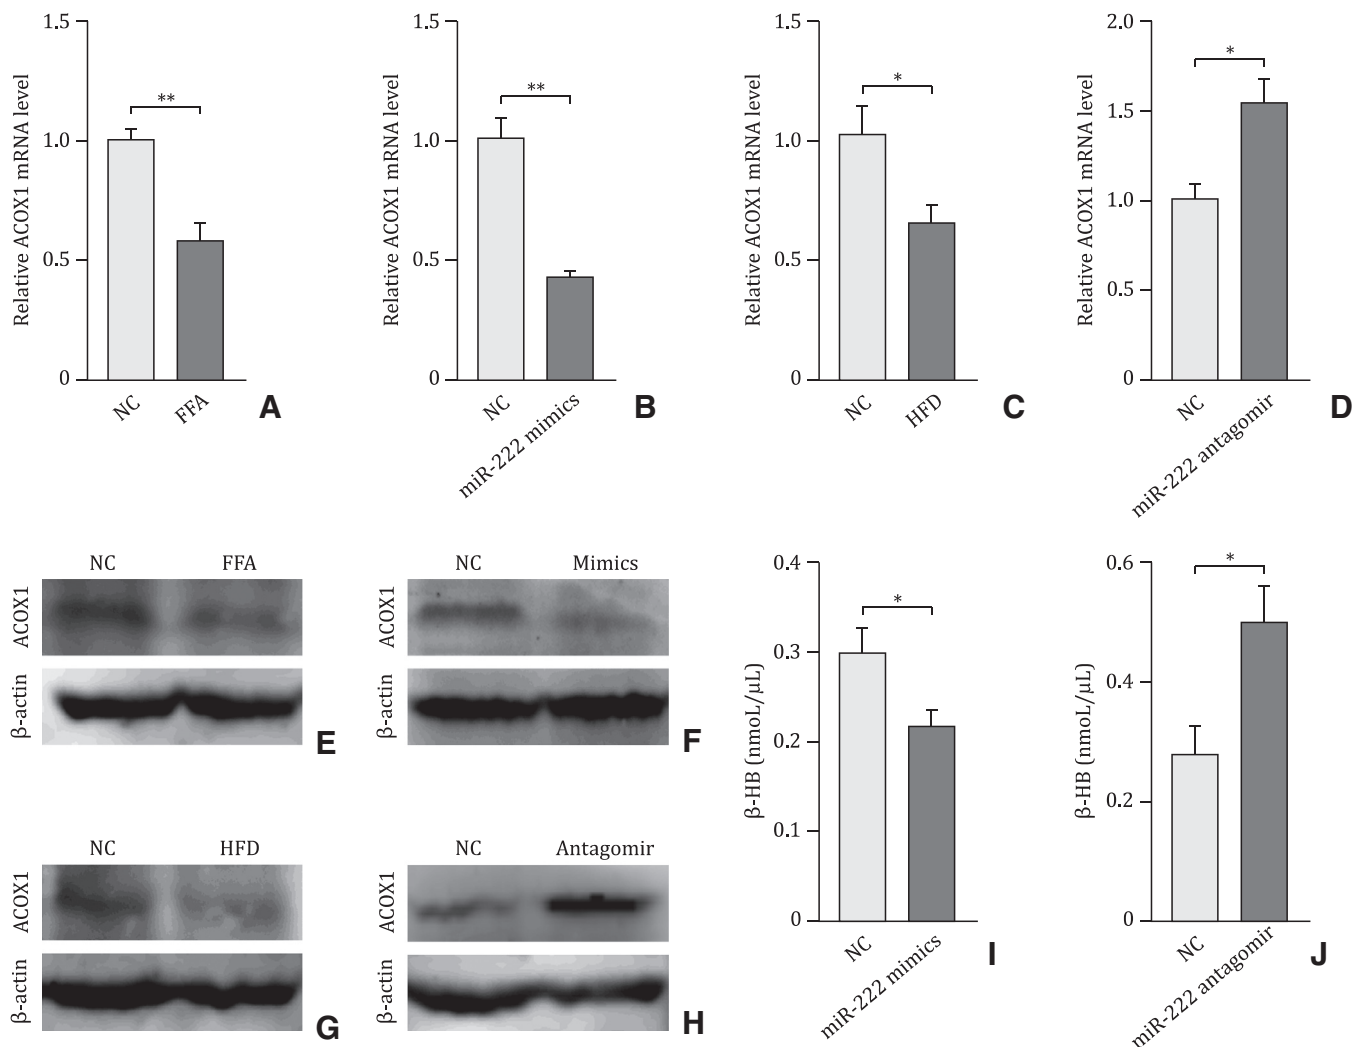 1.5
1.0
0.5
0
Relative ACOX1 mRNA level
**
NC
FFA
A
1.5
1.0
0.5
0
Relative ACOX1 mRNA level
**
NC
miR-222 mimics
B
1.5
1.0
0.5
0
Relative ACOX1 mRNA level
*
NC
HFD
C
2.0
1.5
1.0
0.5
0
Relative ACOX1 mRNA level
*
NC
miR-222 antagomir
D
NC FFA
ACOX1
β-actin
E
NC Mimics
ACOX1
β-actin
F
NC HFD
ACOX1
β-actin
G
NC Antagomir
ACOX1
β-actin
H
0.4
0.3
0.2
0.1
0
β-HB (nmoL/μL)
*
NC
miR-222 mimics
I
0.6
0.4
0.2
0
β-HB (nmoL/μL)
*
NC
miR-222 antagomir
J